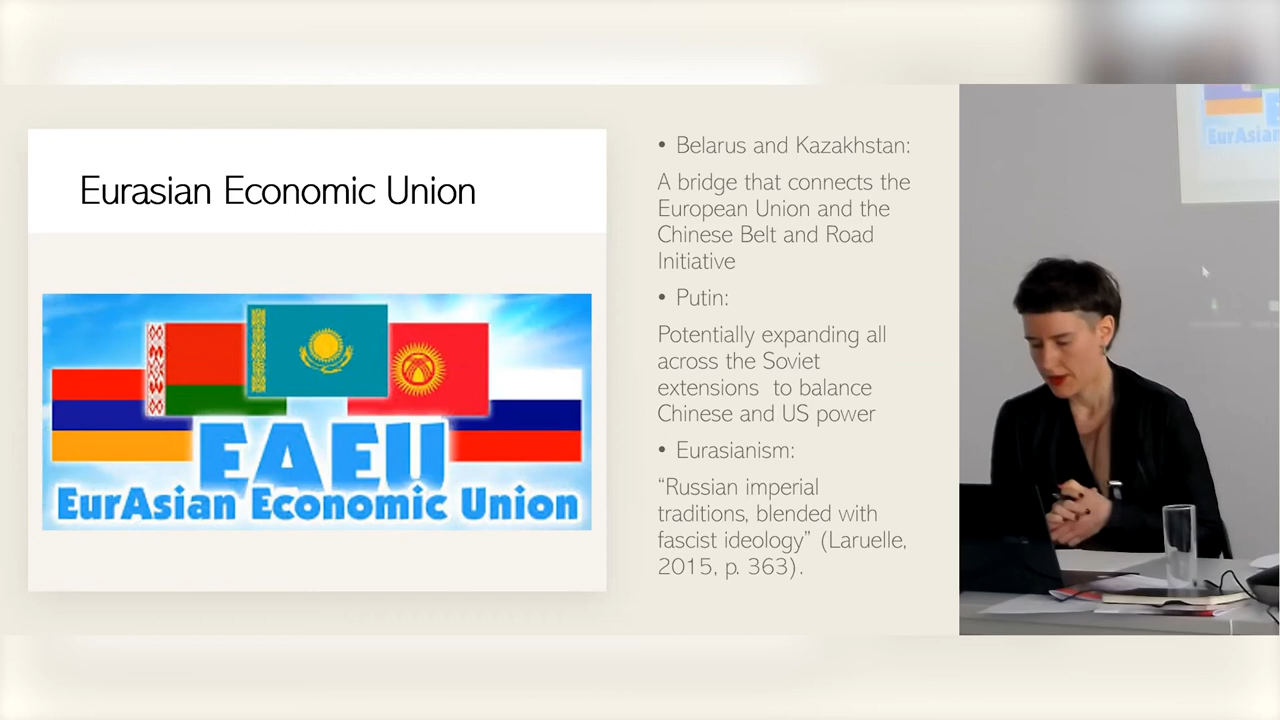 Eurasian Economic Union
EAEU
EurAsian Economic Union
• Belarus and Kazakhstan:
A bridge that connects the
European Union and the
Chinese Belt and Road
Initiative
• Putin:
Potentially expanding all
across the Soviet
extensions to balance
Chinese and US power
• Eurasianism:
“Russian imperial
traditions, blended with
fascist ideology” (Laruelle,
2015, p. 363).
EurAsian